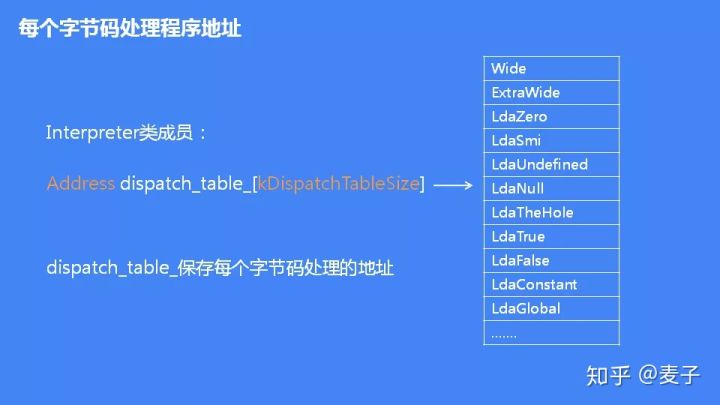 每个字节码处理程序地址
Interpreter类成员：
Address dispatch_table_[kDispatchTableSize]
dispatch_table_保存每个字节码处理的地址
Wide
ExtraWide
LdaZero
LdaSmi
LdaUndefined
LdaNull
LdaTheHole
LdaTrue
LdaFalse
LdaConstant
LdaGlobal
.......
知乎 @麦子